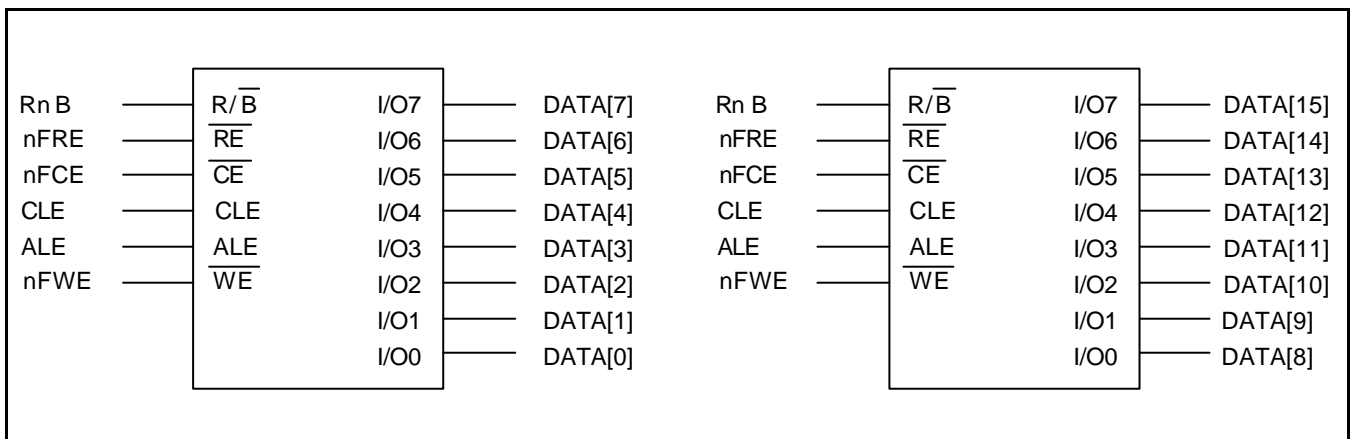 Rn B R/B I/O7 DATA[7]
nFRE RE I/O6 DATA[6]
nFCE CE I/O5 DATA[5]
CLE CLE I/O4 DATA[4]
ALE ALE I/O3 DATA[3]
nFWE WE I/O2 DATA[2]
I/O1 DATA[1]
I/O0 DATA[0]
Rn B R/B I/O7 DATA[15]
nFRE RE I/O6 DATA[14]
nFCE CE I/O5 DATA[13]
CLE CLE I/O4 DATA[12]
ALE ALE I/O3 DATA[11]
nFWE WE I/O2 DATA[10]
I/O1 DATA[9]
I/O0 DATA[8]